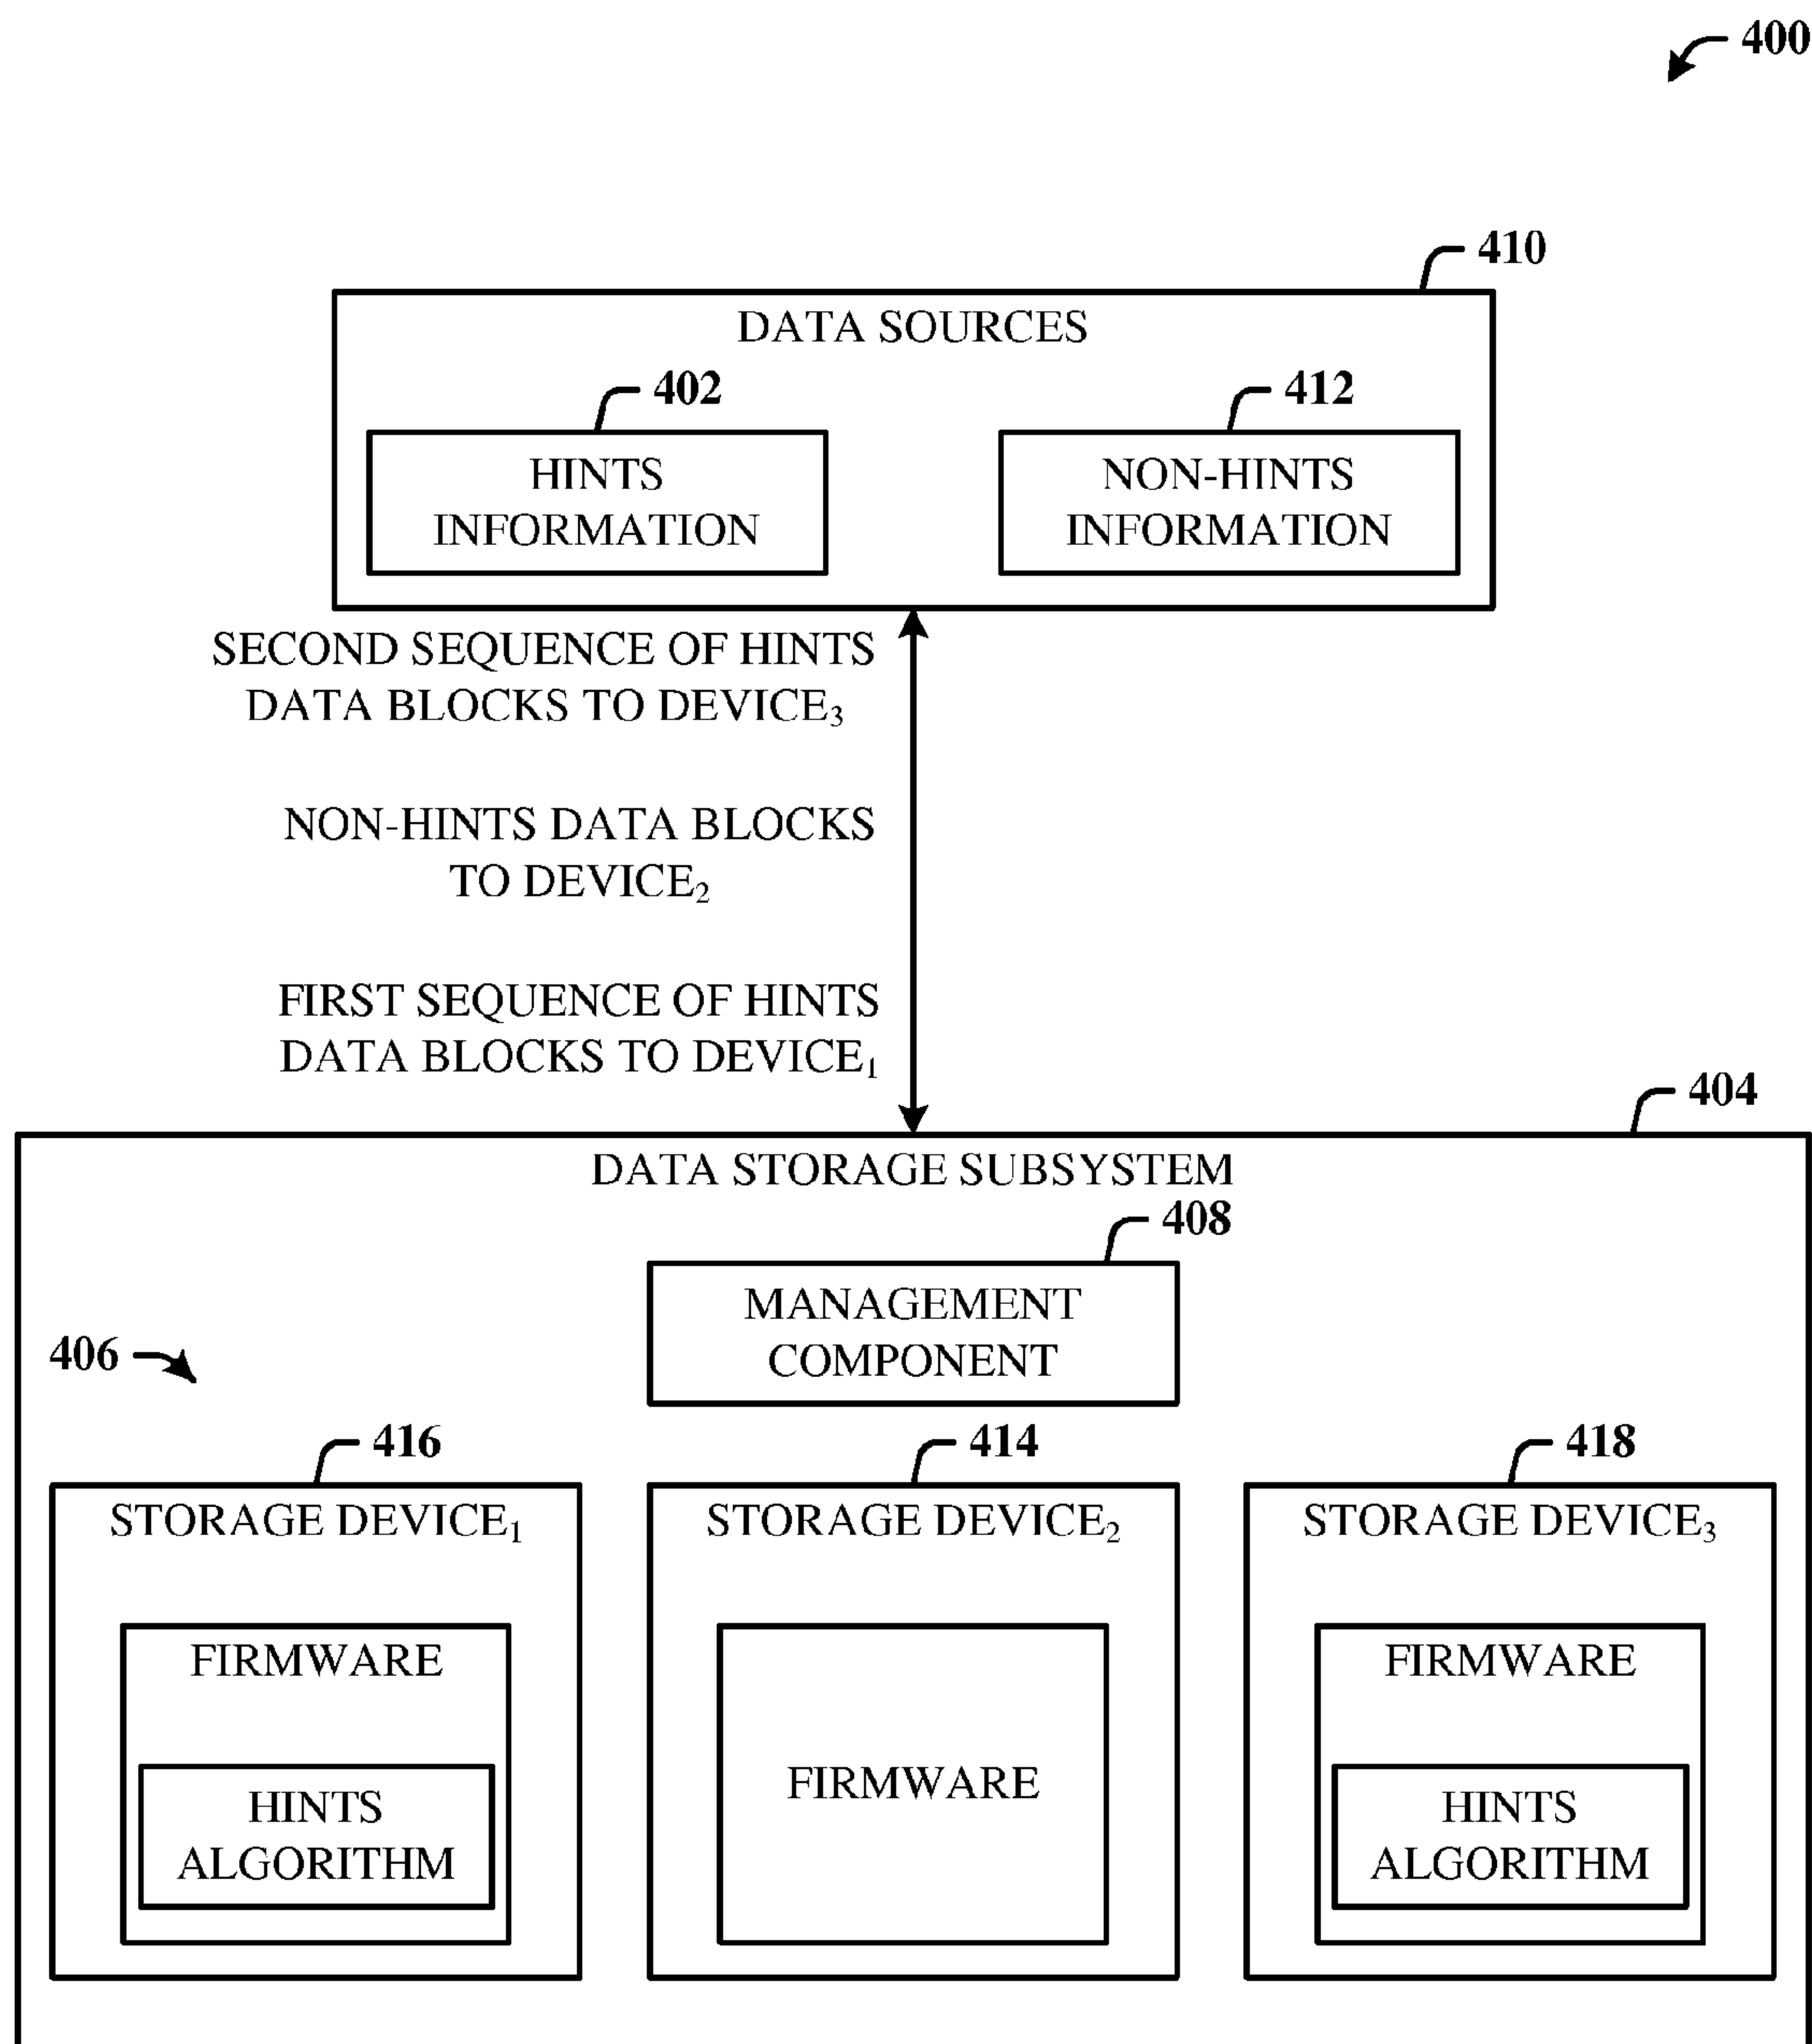 400
410
DATA SOURCES
402
412
HINTS
INFORMATION
NON-HINTS
INFORMATION
SECOND SEQUENCE OF HINTS
DATA BLOCKS TO DEVICE₃
NON-HINTS DATA BLOCKS
TO DEVICE₂
FIRST SEQUENCE OF HINTS
DATA BLOCKS TO DEVICE₁
404
DATA STORAGE SUBSYSTEM
408
MANAGEMENT
COMPONENT
406
416
414
418
STORAGE DEVICE₁
FIRMWARE
HINTS
ALGORITHM
STORAGE DEVICE₂
FIRMWARE
STORAGE DEVICE₃
FIRMWARE
HINTS
ALGORITHM